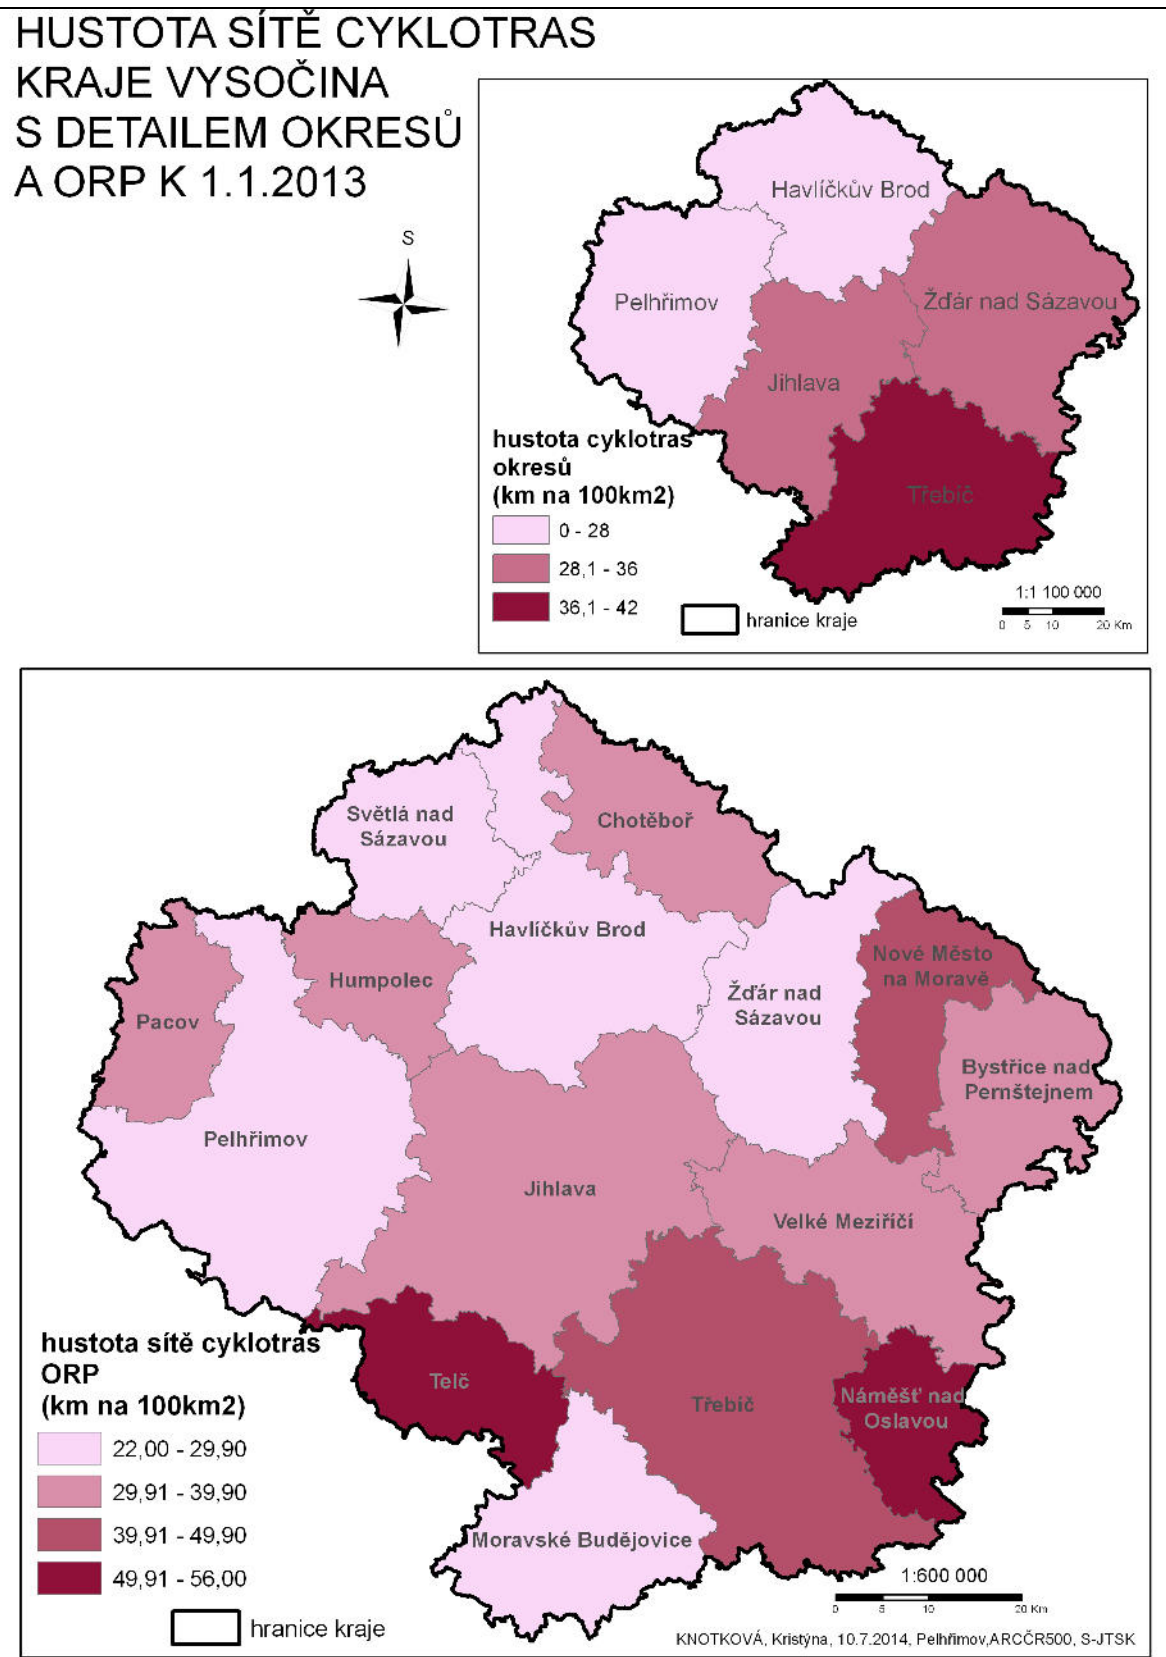 HUSTOTA SÍTĚ CYKLOTRAS
KRAJE VYSOČINA
S DETAILEM OKRESŮ
A ORP K 1.1.2013
S
Havlíčkův Brod
Pelhřimov
Žďár nad Sázavou
Jihlava
Třebíč
hustota cyklotras
okresů
(km na 100km2)
0 - 28
28,1 - 36
36,1 - 42
hranice kraje
1:1 100 000
0 5 10 20 Km
Světlá nad
Sázavou
Chotěboř
Havlíčkův Brod
Humpolec
Pacov
Žďár nad
Sázavou
Nové Město
na Moravě
Bystřice nad
Pernštejnem
Pelhřimov
Jihlava
Velké Meziříčí
Telč
Třebíč
Náměšť nad
Oslavou
Moravské Budějovice
hustota sítě cyklotras
ORP
(km na 100km2)
22,00 - 29,90
29,91 - 39,90
39,91 - 49,90
49,91 - 56,00
hranice kraje
1:600 000
0 5 10 20 Km
KNOTKOVÁ, Kristýna, 10.7.2014, Pelhřimov,ARCČR500, S-JTSK